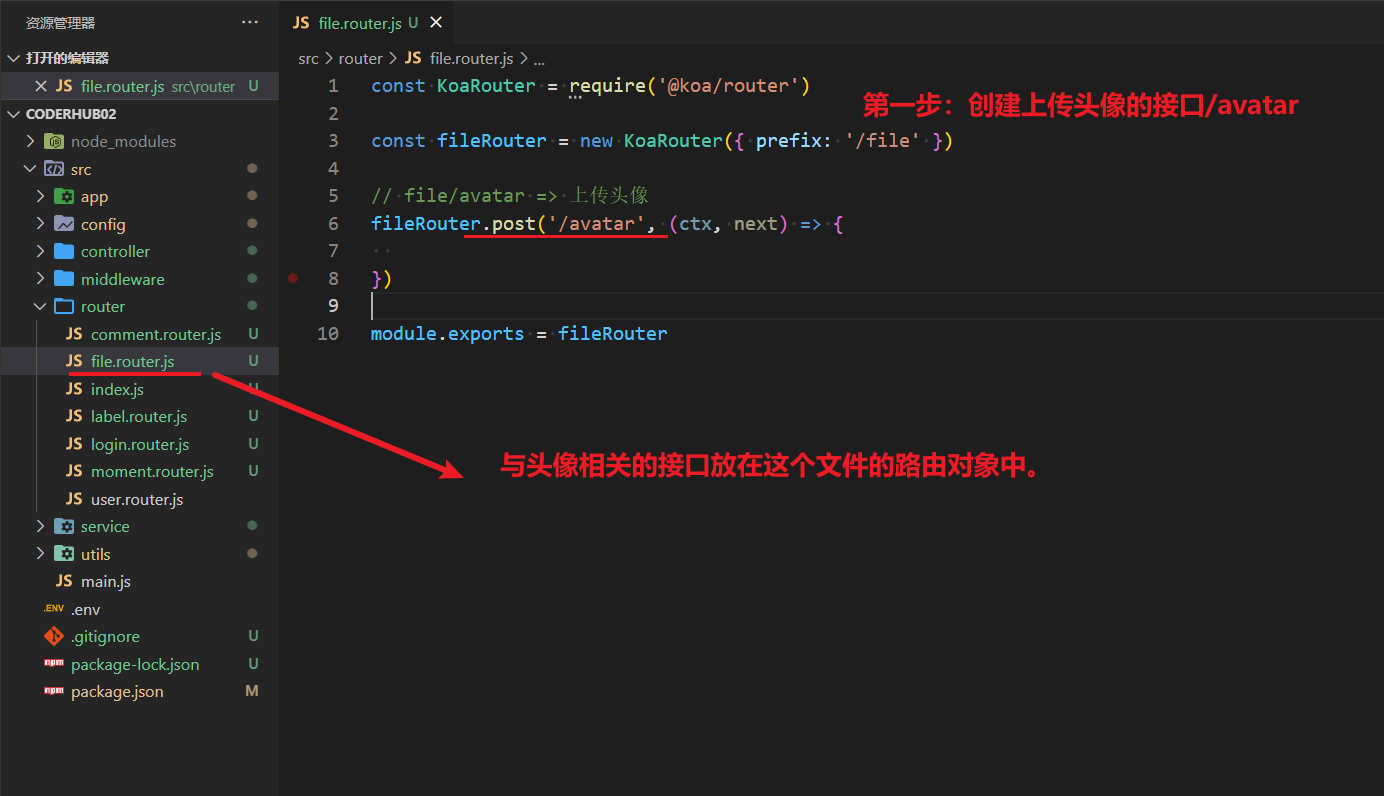 资源管理器 ···
打开的编辑器
JS file.router.js src\router U
CODERHUB02
node_modules
src
app
config
controller
middleware
router
JS comment.router.js U
JS file.router.js U
JS index.js U
JS label.router.js U
JS login.router.js U
JS moment.router.js U
JS user.router.js
service
utils
JS main.js
.ENV .env
.gitignore U
npm package-lock.json U
npm package.json M
JS file.router.js U
src > router > JS file.router.js > ...
1 const KoaRouter = require('@koa/router')
2
3 const fileRouter = new KoaRouter({ prefix: '/file' })
4
5 // file/avatar => 上传头像
6 fileRouter.post('/avatar', (ctx, next) => {
7
8 })
9
10 module.exports = fileRouter
第一步：创建上传头像的接口/avatar
与头像相关的接口放在这个文件的路由对象中。